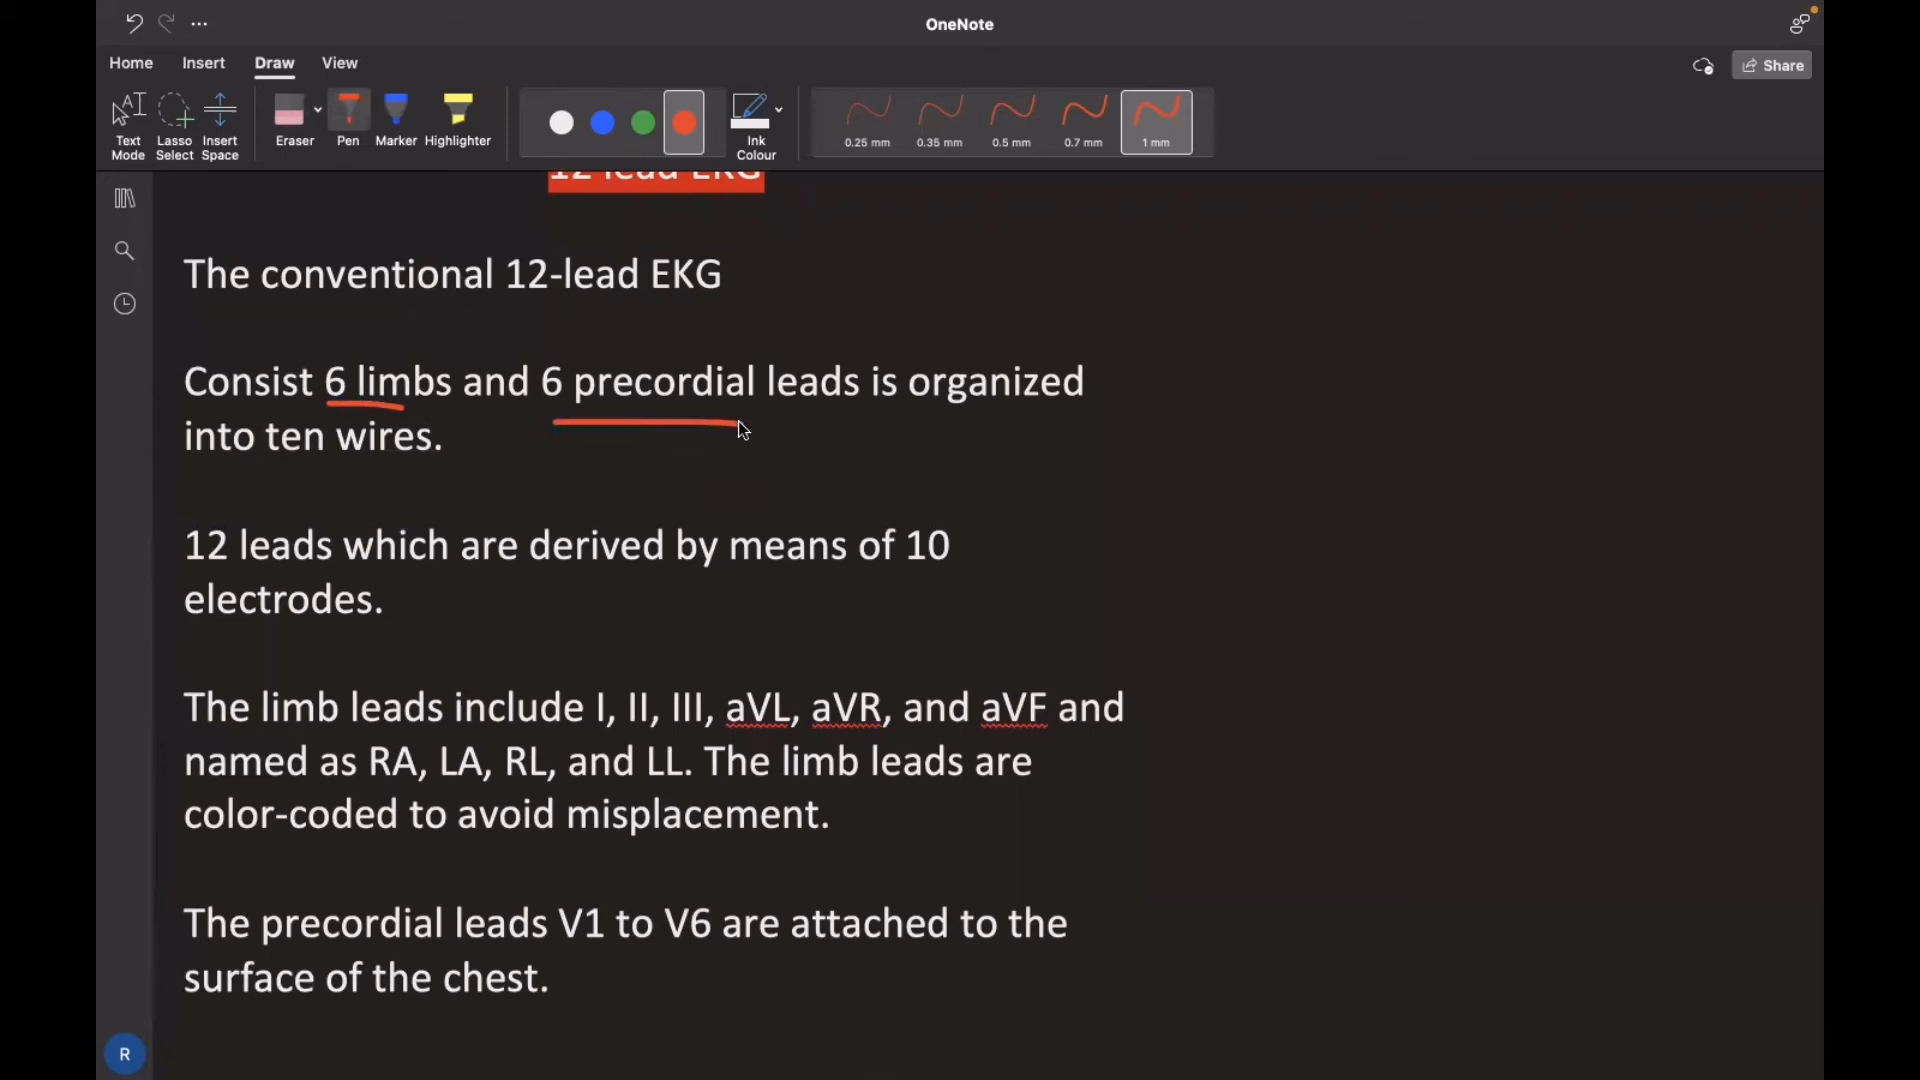 OneNote
Home Insert Draw View
Share
Text Mode
Lasso Select
Insert Space
Eraser
Pen
Marker
Highlighter
Ink Colour
0.25 mm
0.35 mm
0.5 mm
0.7 mm
1 mm
12 lead EKG
The conventional 12-lead EKG
Consist 6 limbs and 6 precordial leads is organized
into ten wires.
12 leads which are derived by means of 10
electrodes.
The limb leads include I, II, III, aVL, aVR, and aVF and
named as RA, LA, RL, and LL. The limb leads are
color-coded to avoid misplacement.
The precordial leads V1 to V6 are attached to the
surface of the chest.
R